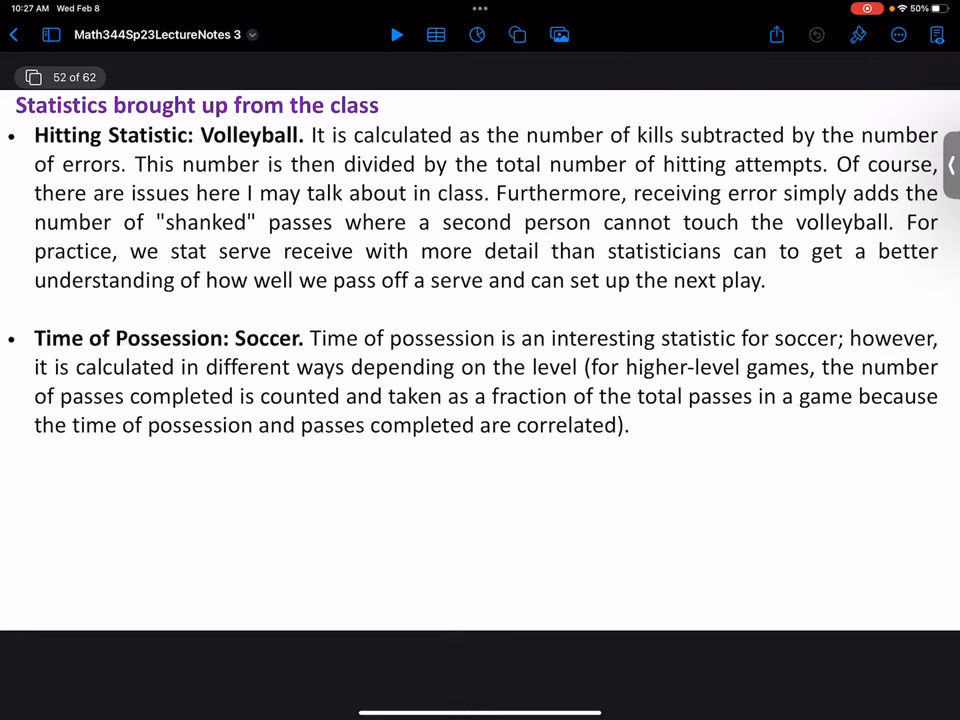 10:27 AM Wed Feb 8
50%
Math344Sp23LectureNotes 3
52 of 62
Statistics brought up from the class
• Hitting Statistic: Volleyball. It is calculated as the number of kills subtracted by the number
of errors. This number is then divided by the total number of hitting attempts. Of course,
there are issues here I may talk about in class. Furthermore, receiving error simply adds the
number of "shanked" passes where a second person cannot touch the volleyball. For
practice, we stat serve receive with more detail than statisticians can to get a better
understanding of how well we pass off a serve and can set up the next play.
• Time of Possession: Soccer. Time of possession is an interesting statistic for soccer; however,
it is calculated in different ways depending on the level (for higher-level games, the number
of passes completed is counted and taken as a fraction of the total passes in a game because
the time of possession and passes completed are correlated).